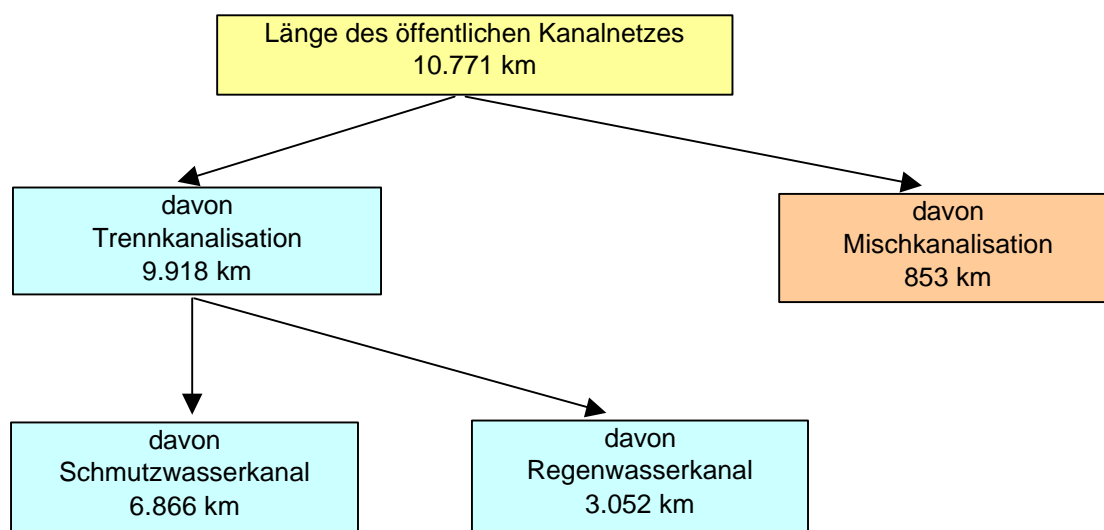 Länge des öffentlichen Kanalnetzes
10.771 km
davon
Trennkanalisation
9.918 km
davon
Mischkanalisation
853 km
davon
Schmutzwasserkanal
6.866 km
davon
Regenwasserkanal
3.052 km